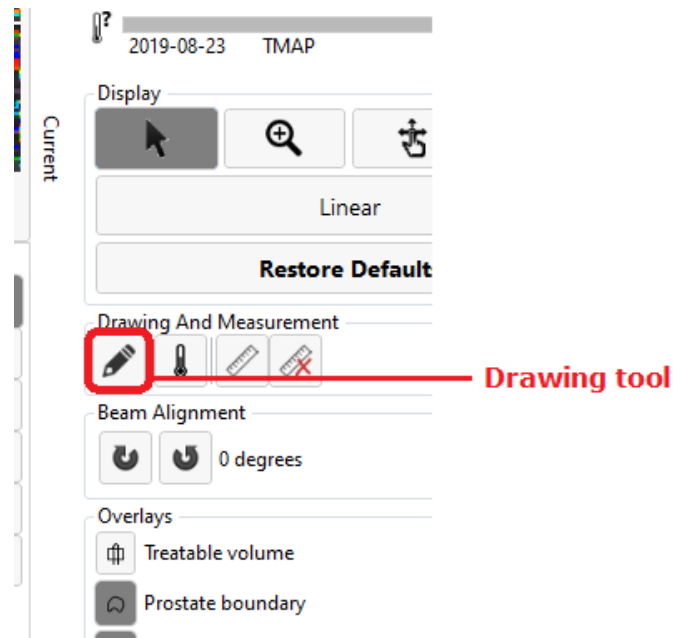 ?
2019-08-23 TMAP
Current
Display
Linear
Restore Default
Drawing And Measurement
Drawing tool
Beam Alignment
0 degrees
Overlays
Treatable volume
Prostate boundary